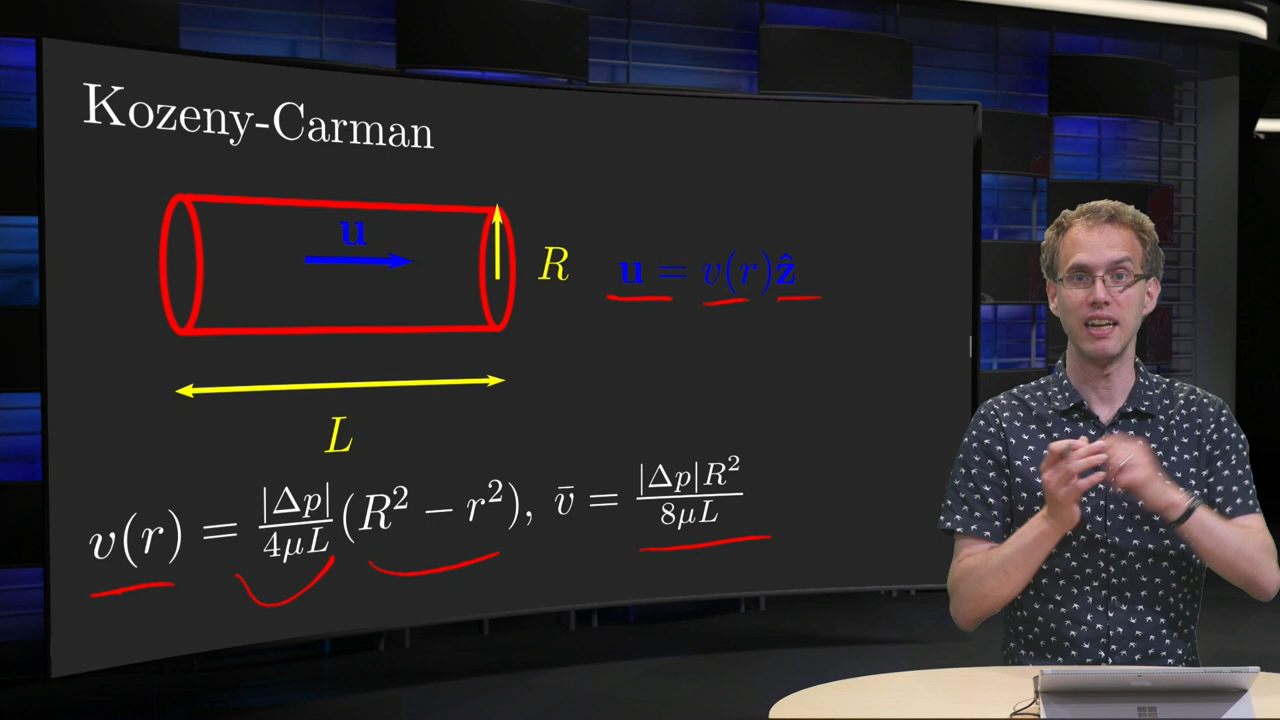 Kozeny-Carman
u
R
u = v(r)ẑ
L
v(r) = |Δp|/4μL (R² − r²), v̄ = |Δp|R²/8μL